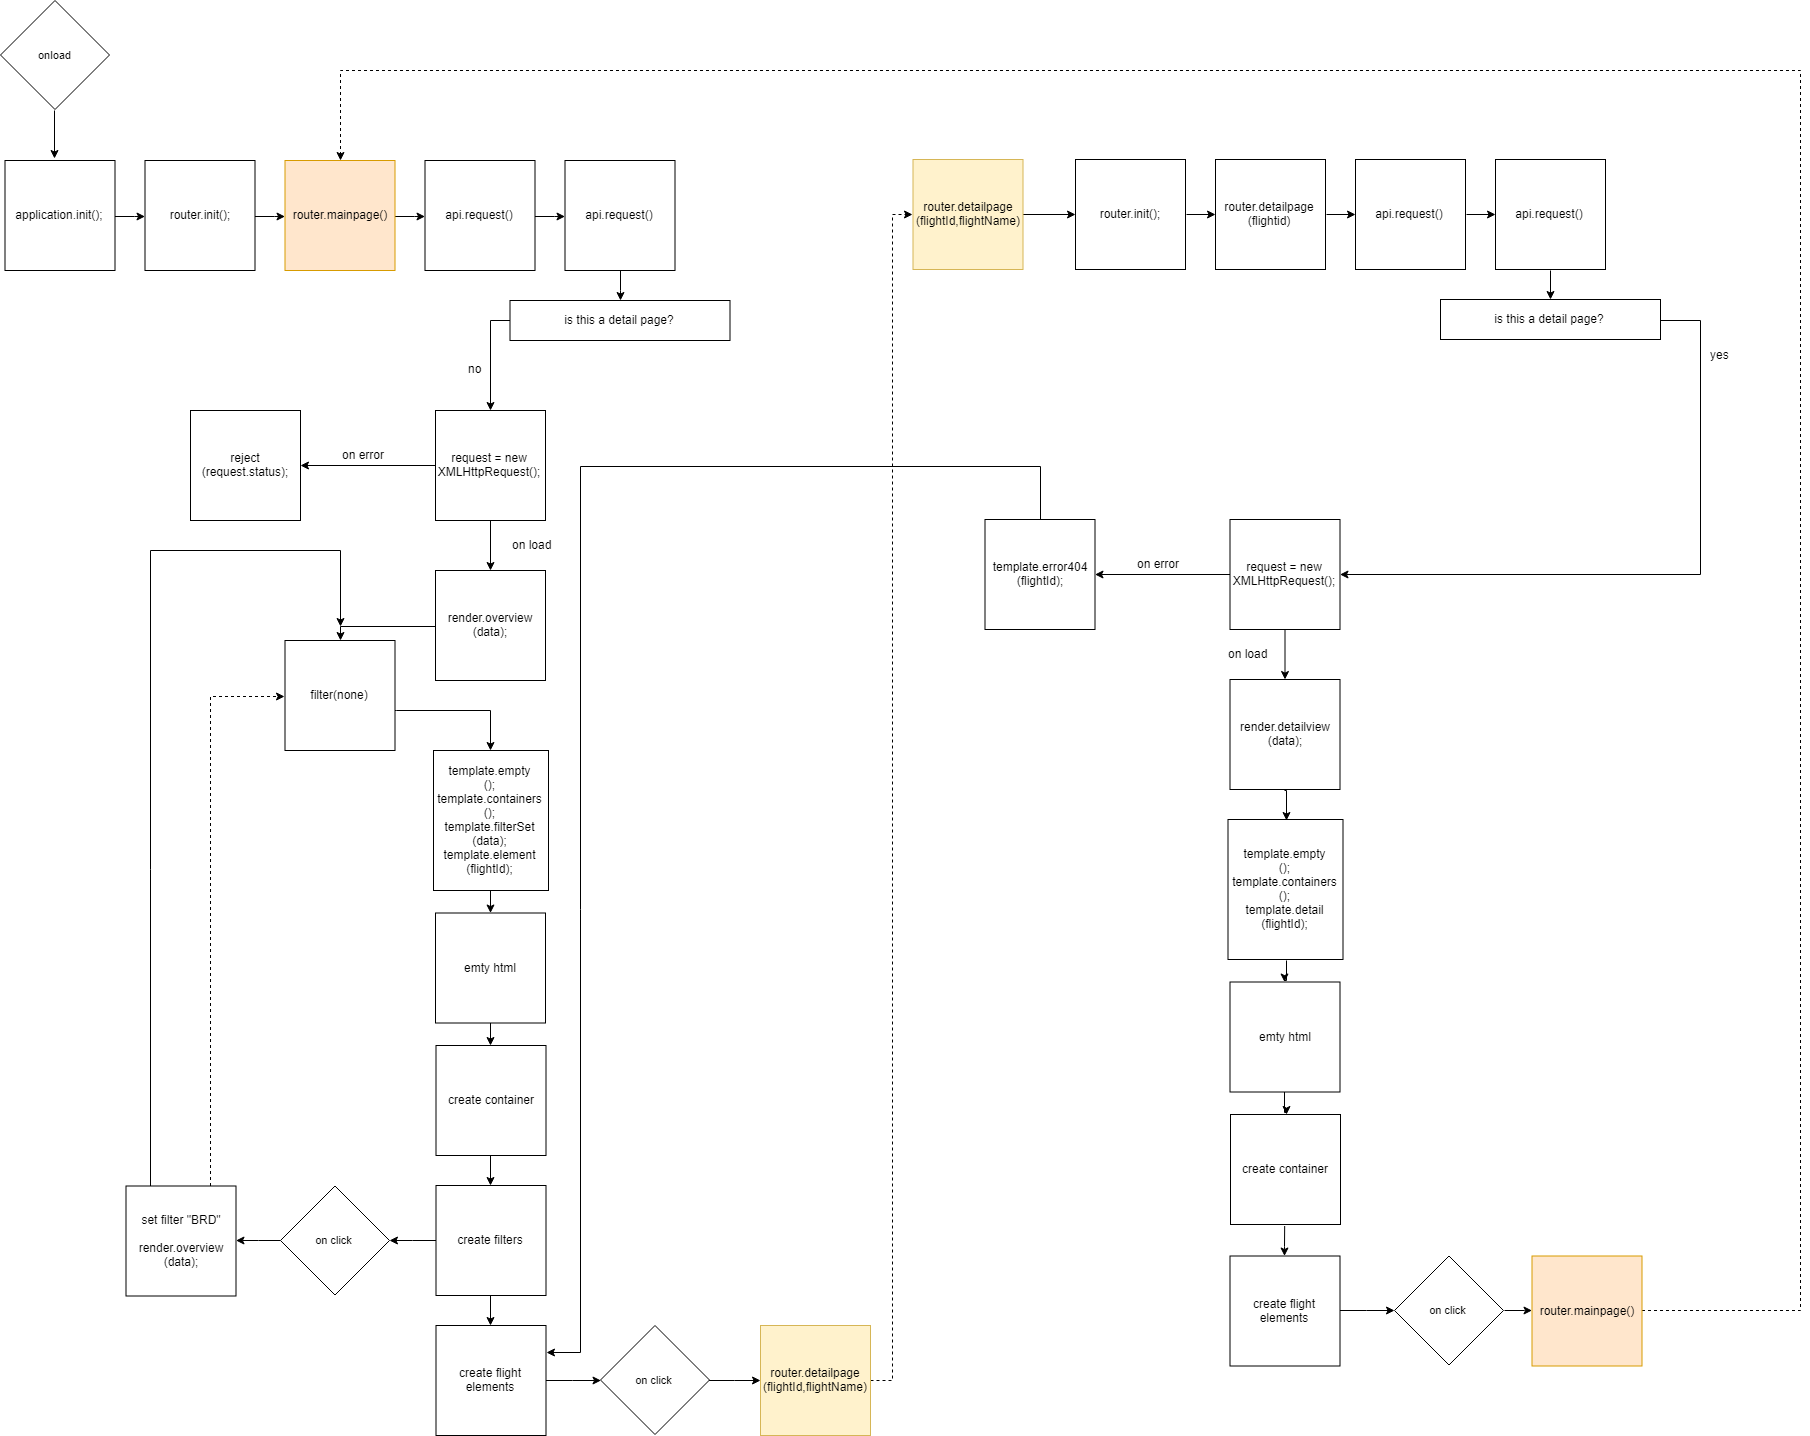 onload
application.init();
router.init();
router.mainpage()
api.request()
api.request()
is this a detail page?
no
request = new
XMLHttpRequest();
on error
reject
(request.status);
on load
render.overview
(data);
filter(none)
template.empty
();
template.containers
();
template.filterSet
(data);
template.element
(flightId);
emty html
create container
create filters
on click
set filter "BRD"
render.overview
(data);
create flight
elements
on click
router.detailpage
(flightId,flightName)
router.detailpage
(flightId,flightName)
router.init();
router.detailpage
(flightid)
api.request()
api.request()
is this a detail page?
yes
request = new
XMLHttpRequest();
on error
template.error404
(flightId);
on load
render.detailview
(data);
template.empty
();
template.containers
();
template.detail
(flightId);
emty html
create container
create flight
elements
on click
router.mainpage()